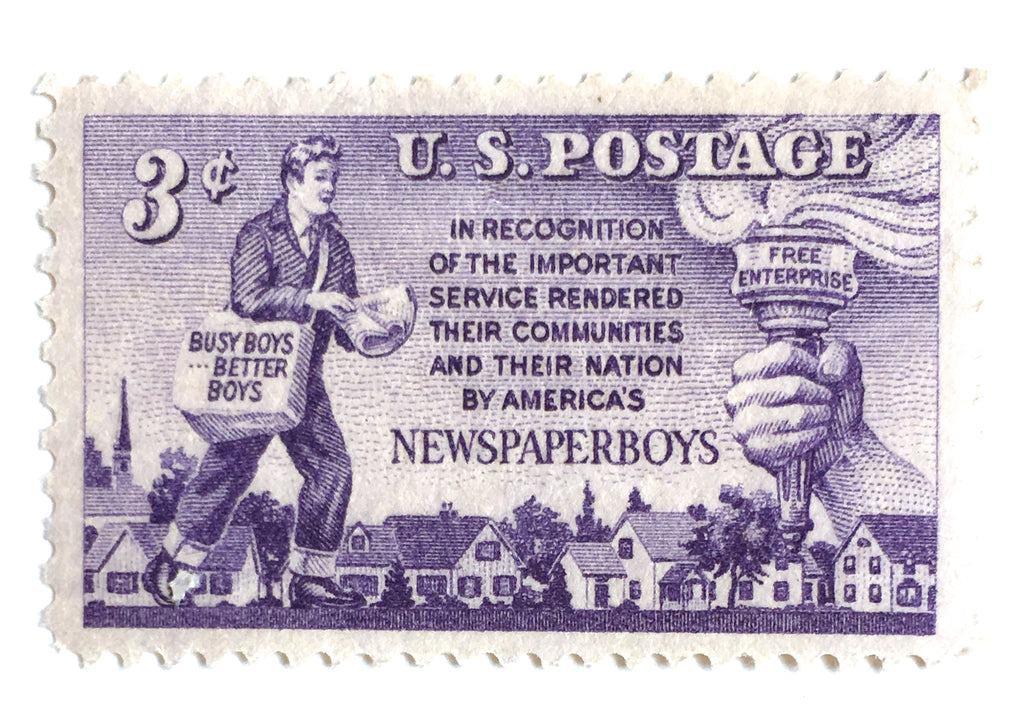 3¢
U. S. POSTAGE
IN RECOGNITION
OF THE IMPORTANT
SERVICE RENDERED
THEIR COMMUNITIES
AND THEIR NATION
BY AMERICA'S
NEWSPAPERBOYS
FREE
ENTERPRISE
BUSY BOYS
...BETTER
BOYS